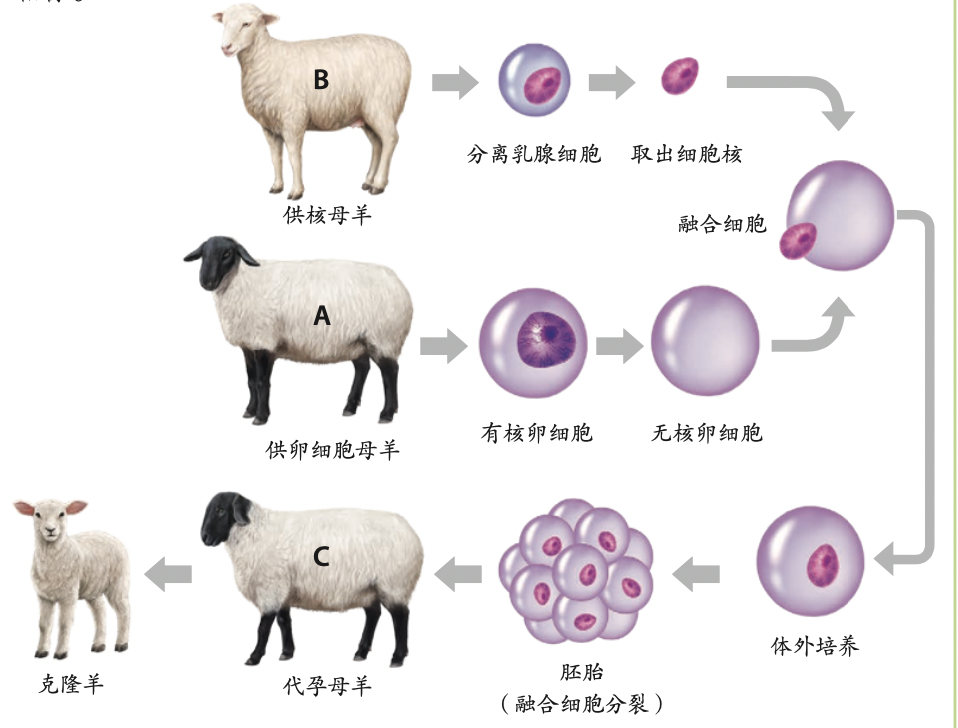 B
分离乳腺细胞
取出细胞核
供核母羊
融合细胞
A
有核卵细胞
无核卵细胞
供卵细胞母羊
C
体外培养
胚胎
（融合细胞分裂）
代孕母羊
克隆羊